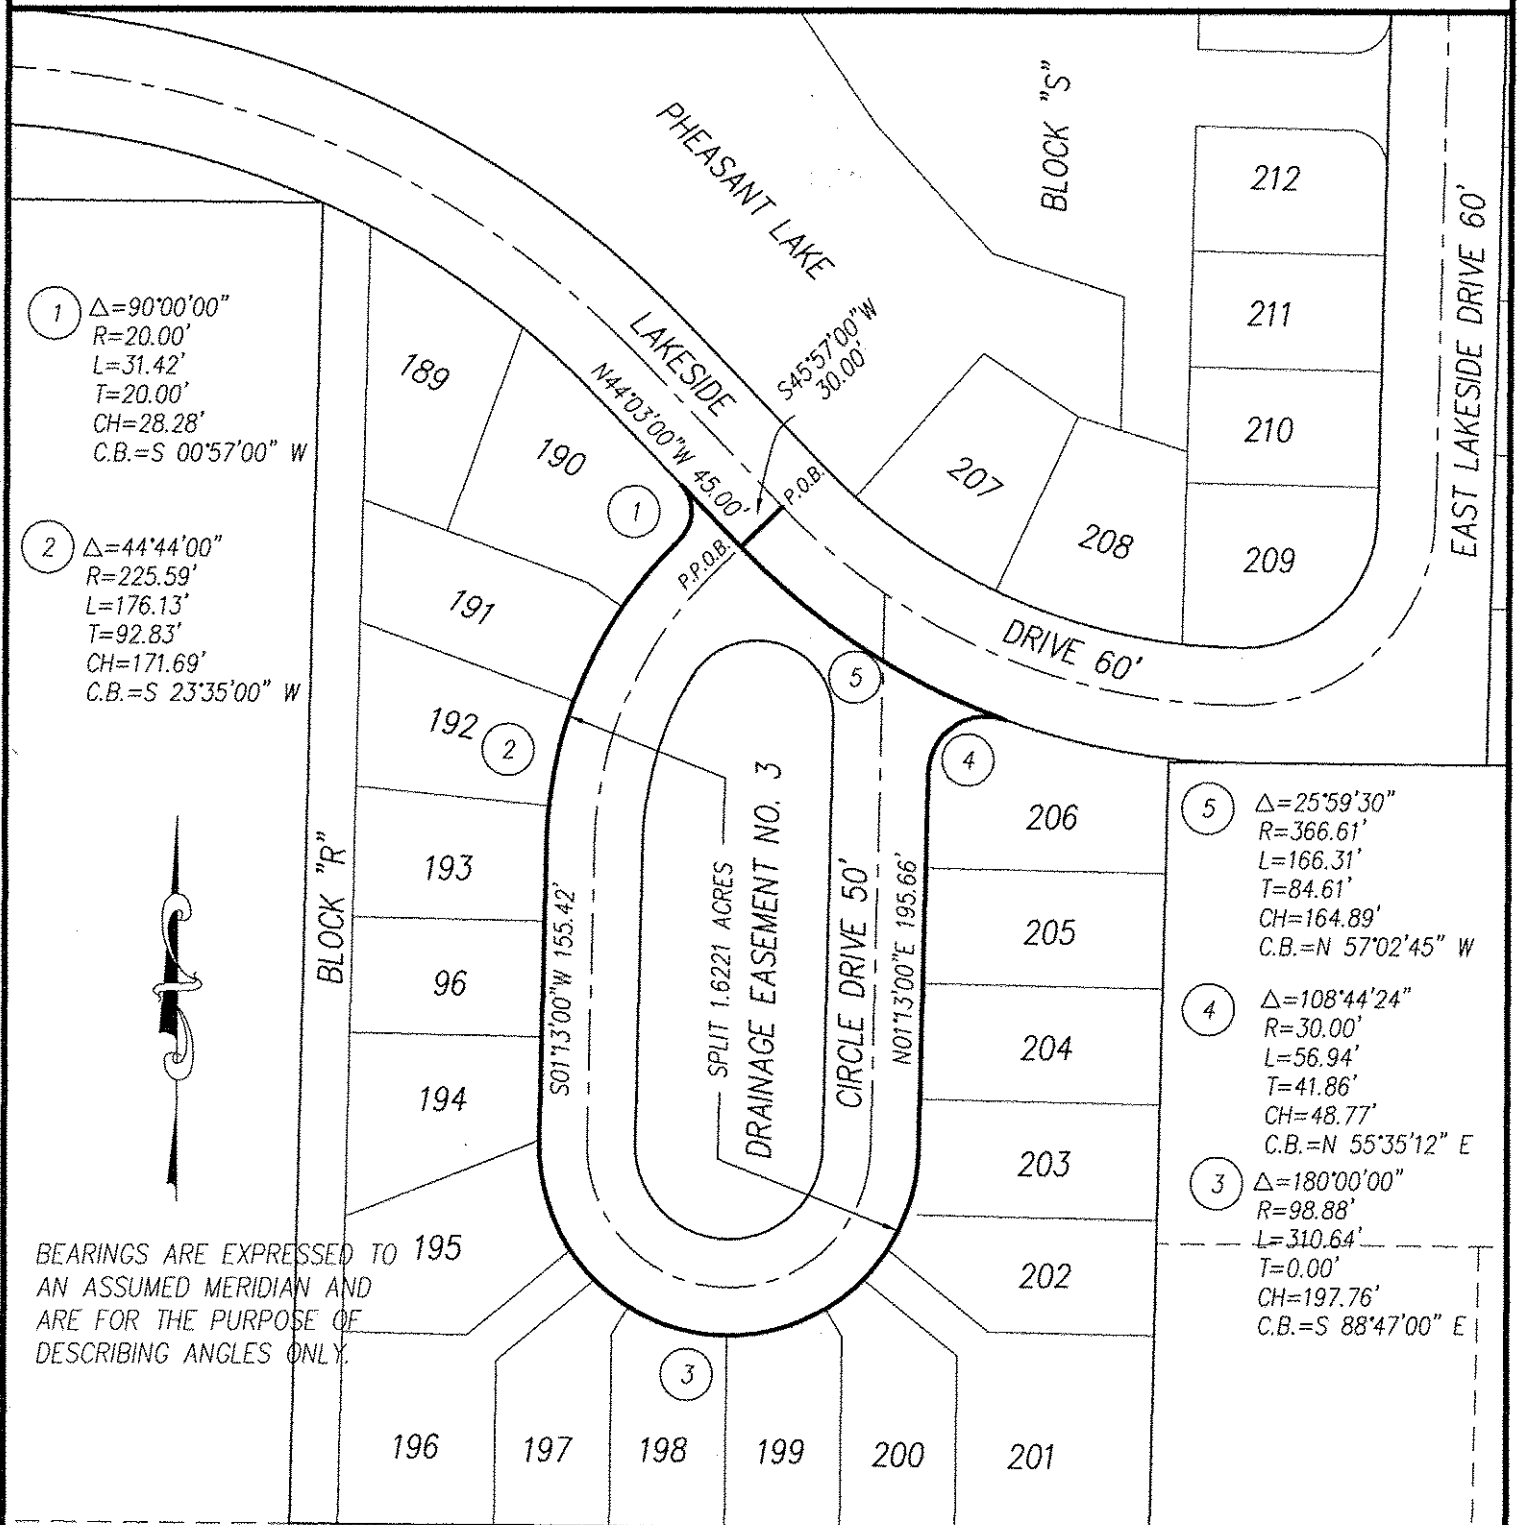 PHEASANT LAKE
BLOCK "S"
212
211
210
209
208
207
EAST LAKESIDE DRIVE 60'
LAKESIDE
DRIVE 60'
S45°57'00"W
30.00'
N44°03'00"W 45.00'
P.O.B.
P.P.O.B.
1
Δ=90°00'00"
R=20.00'
L=31.42'
T=20.00'
CH=28.28'
C.B.=S 00°57'00" W
2
Δ=44°44'00"
R=225.59'
L=176.13'
T=92.83'
CH=171.69'
C.B.=S 23°35'00" W
189
190
1
191
192
2
193
96
194
195
BLOCK "R"
S01°13'00"W 155.42'
SPLIT 1.6221 ACRES
DRAINAGE EASEMENT NO. 3
CIRCLE DRIVE 50'
N01°13'00"E 195.66'
5
4
206
205
204
203
202
5
Δ=25°59'30"
R=366.61'
L=166.31'
T=84.61'
CH=164.89'
C.B.=N 57°02'45" W
4
Δ=108°44'24"
R=30.00'
L=56.94'
T=41.86'
CH=48.77'
C.B.=N 55°35'12" E
3
Δ=180°00'00"
R=98.88'
L=310.64'
T=0.00'
CH=197.76'
C.B.=S 88°47'00" E
BEARINGS ARE EXPRESSED TO
AN ASSUMED MERIDIAN AND
ARE FOR THE PURPOSE OF
DESCRIBING ANGLES ONLY.
3
196
197
198
199
200
201